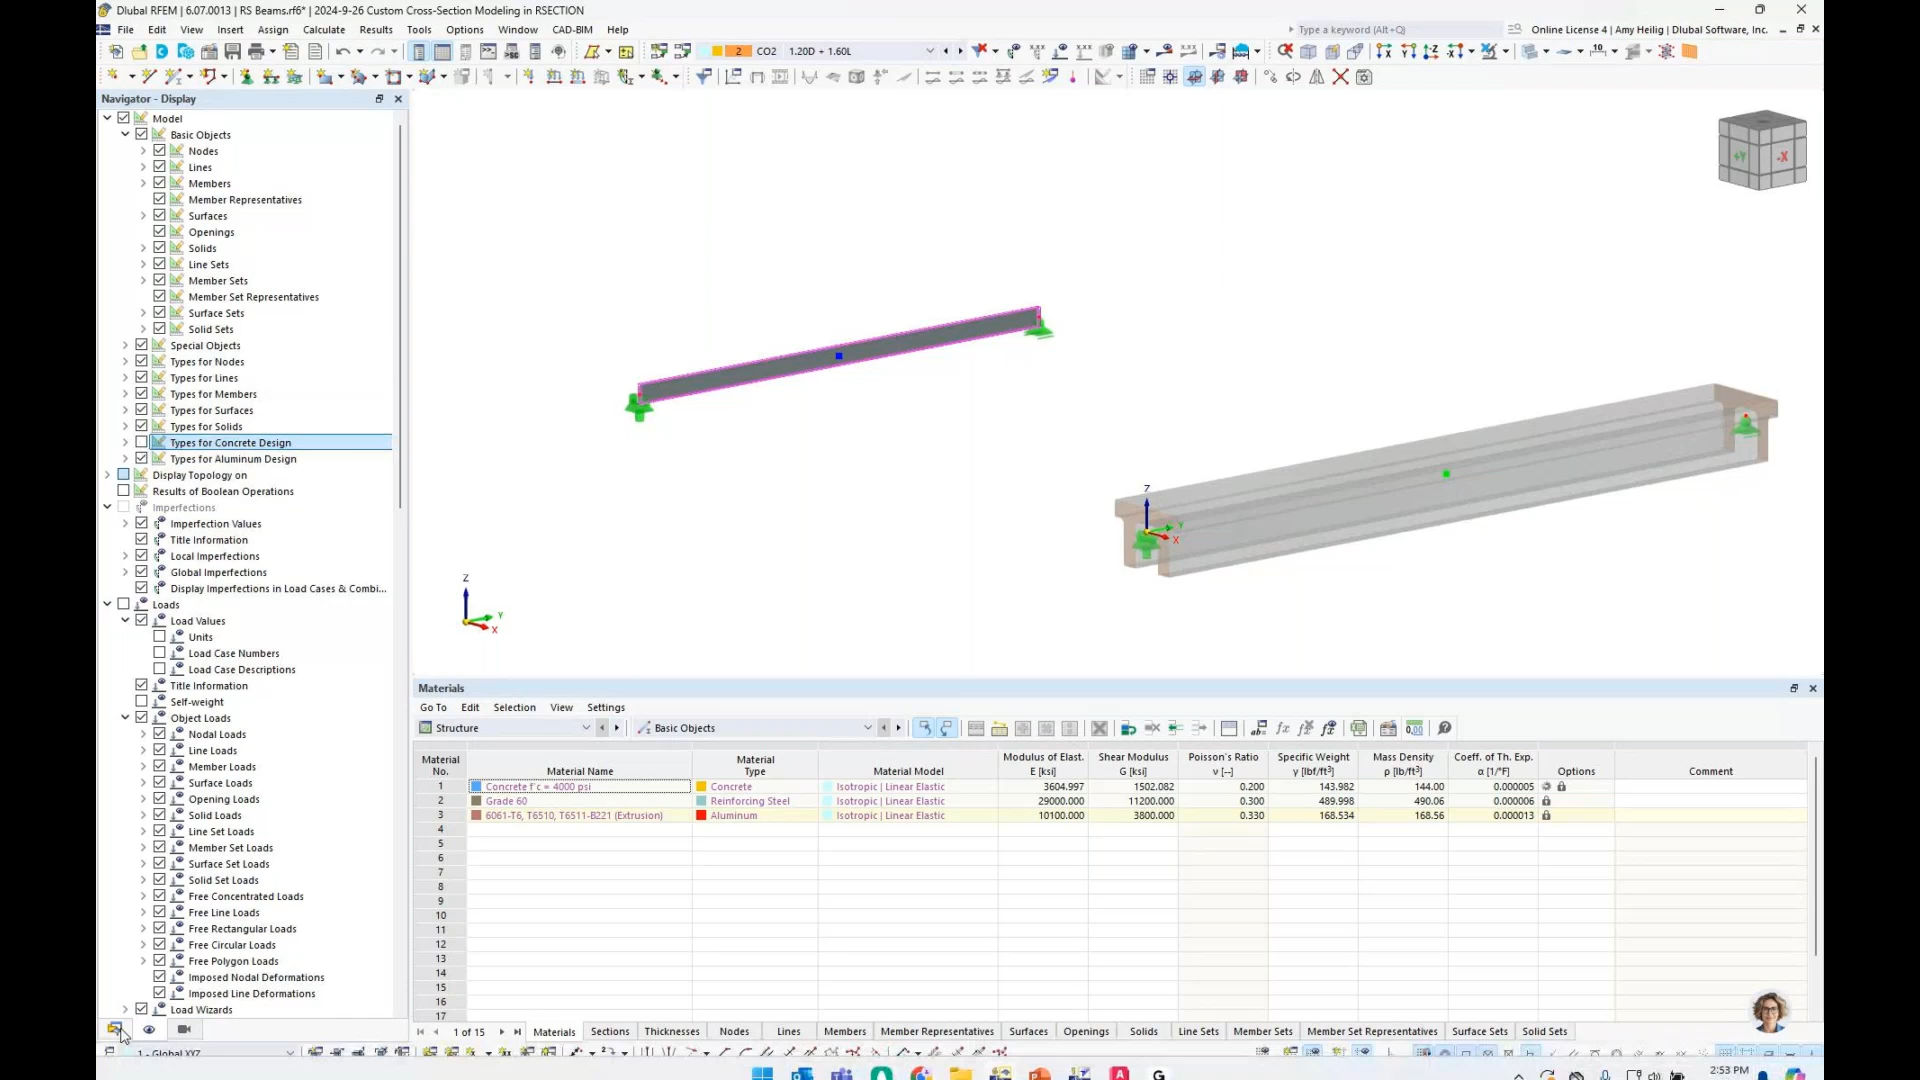 Dlubal RFEM | 6.07.0013 | RS Beams.rf6* | 2024-9-26 Custom Cross-Section Modeling in RSECTION
File Edit View Insert Assign Calculate Results Tools Options Window CAD-BIM Help
Type a keyword (Alt+Q)
Online License 4 | Amy Heilig | Dlubal Software, Inc.
2 CO2 1.20D + 1.60L
Navigator - Display
Model
Basic Objects
Nodes
Lines
Members
Member Representatives
Surfaces
Openings
Solids
Line Sets
Member Sets
Member Set Representatives
Surface Sets
Solid Sets
Special Objects
Types for Nodes
Types for Lines
Types for Members
Types for Surfaces
Types for Solids
Types for Concrete Design
Types for Aluminum Design
Display Topology on
Results of Boolean Operations
Imperfections
Imperfection Values
Title Information
Local Imperfections
Global Imperfections
Display Imperfections in Load Cases & Combi...
Loads
Load Values
Units
Load Case Numbers
Load Case Descriptions
Title Information
Self-weight
Object Loads
Nodal Loads
Line Loads
Member Loads
Surface Loads
Opening Loads
Solid Loads
Line Set Loads
Member Set Loads
Surface Set Loads
Solid Set Loads
Free Concentrated Loads
Free Line Loads
Free Rectangular Loads
Free Circular Loads
Free Polygon Loads
Imposed Nodal Deformations
Imposed Line Deformations
Load Wizards
1 - Global XYZ
+Y -X
Z
Y
X
Z
Y
X
Materials
Go To Edit Selection View Settings
Structure Basic Objects
Material No. Material Name Material Type Material Model Modulus of Elast. E [ksi] Shear Modulus G [ksi] Poisson's Ratio ν [--] Specific Weight γ [lbf/ft³] Mass Density ρ [lb/ft³] Coeff. of Th. Exp. α [1/°F] Options Comment
1 Concrete f'c = 4000 psi Concrete Isotropic | Linear Elastic 3604.997 1502.082 0.200 143.982 144.00 0.000005
2 Grade 60 Reinforcing Steel Isotropic | Linear Elastic 29000.000 11200.000 0.300 489.998 490.06 0.000006
3 6061-T6, T6510, T6511-B221 (Extrusion) Aluminum Isotropic | Linear Elastic 10100.000 3800.000 0.330 168.534 168.56 0.000013
4
5
6
7
8
9
10
11
12
13
14
15
16
17
1 of 15 Materials Sections Thicknesses Nodes Lines Members Member Representatives Surfaces Openings Solids Line Sets Member Sets Member Set Representatives Surface Sets Solid Sets
2:53 PM